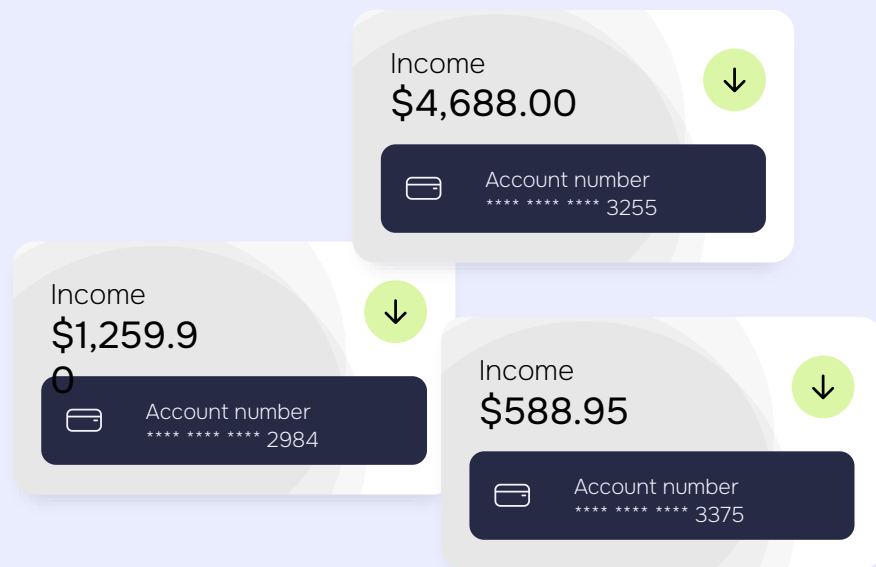 Income
$4,688.00
Account number
**** **** **** 3255
Income
$1,259.9
0
Account number
**** **** **** 2984
Income
$588.95
Account number
**** **** **** 3375